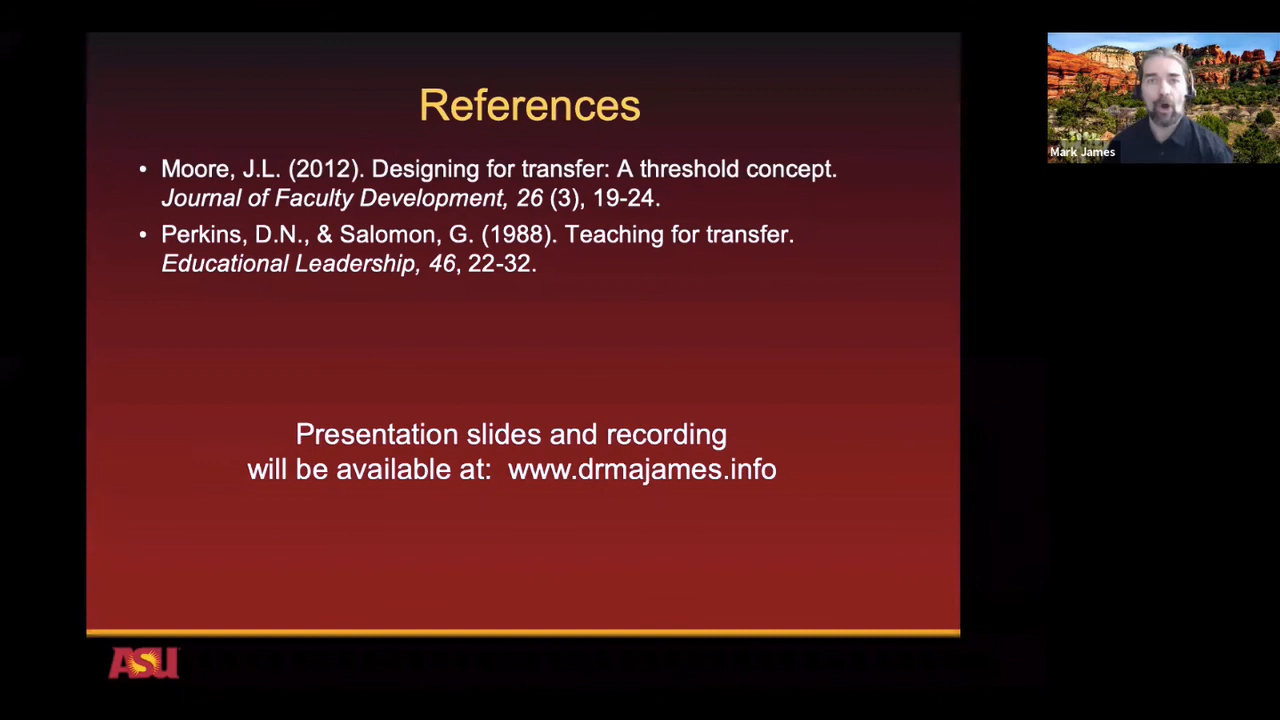 References
• Moore, J.L. (2012). Designing for transfer: A threshold concept.
Journal of Faculty Development, 26 (3), 19-24.
• Perkins, D.N., & Salomon, G. (1988). Teaching for transfer.
Educational Leadership, 46, 22-32.
Presentation slides and recording
will be available at: www.drmajames.info
ASU
Mark James